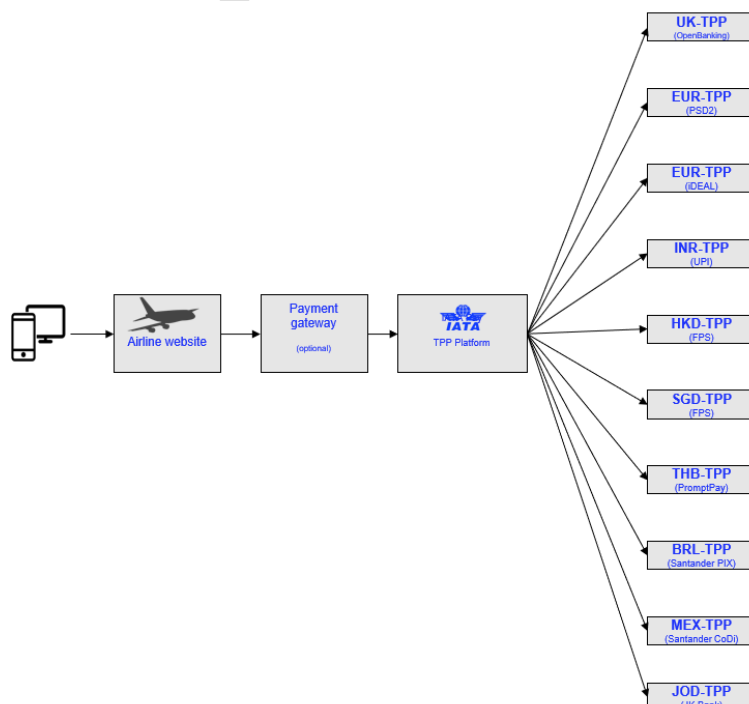 UK-TPP
(OpenBanking)
EUR-TPP
(PSD2)
EUR-TPP
(iDEAL)
INR-TPP
(UPI)
Airline website
Payment
gateway
(optional)
IATA
TPP Platform
HKD-TPP
(FPS)
SGD-TPP
(FPS)
THB-TPP
(PromptPay)
BRL-TPP
(Santander PIX)
MEX-TPP
(Santander CoDi)
JOD-TPP